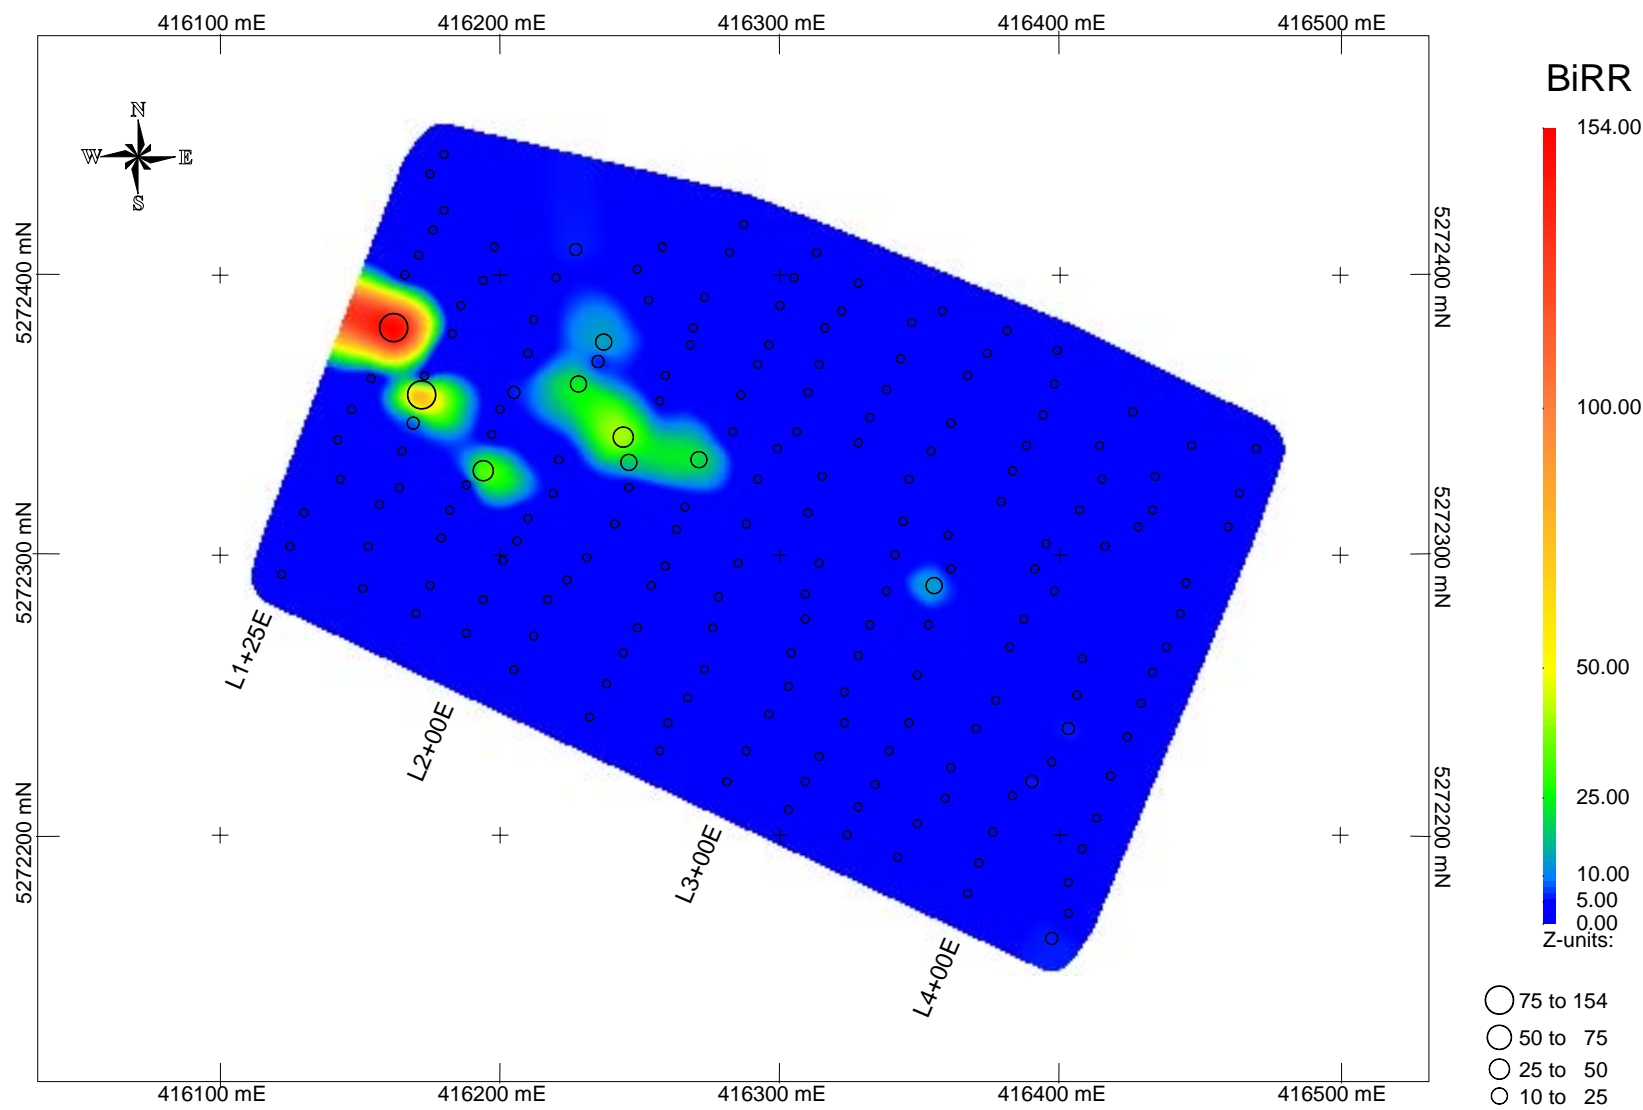 416100 mE 416200 mE 416300 mE 416400 mE 416500 mE
BiRR
154.00
100.00
50.00
25.00
10.00
5.00
0.00
Z-units:
N
W E
S
5272400 mN
5272300 mN
5272200 mN
5272400 mN
5272300 mN
5272200 mN
L1+25E
L2+00E
L3+00E
L4+00E
75 to 154
50 to 75
25 to 50
10 to 25
416100 mE 416200 mE 416300 mE 416400 mE 416500 mE